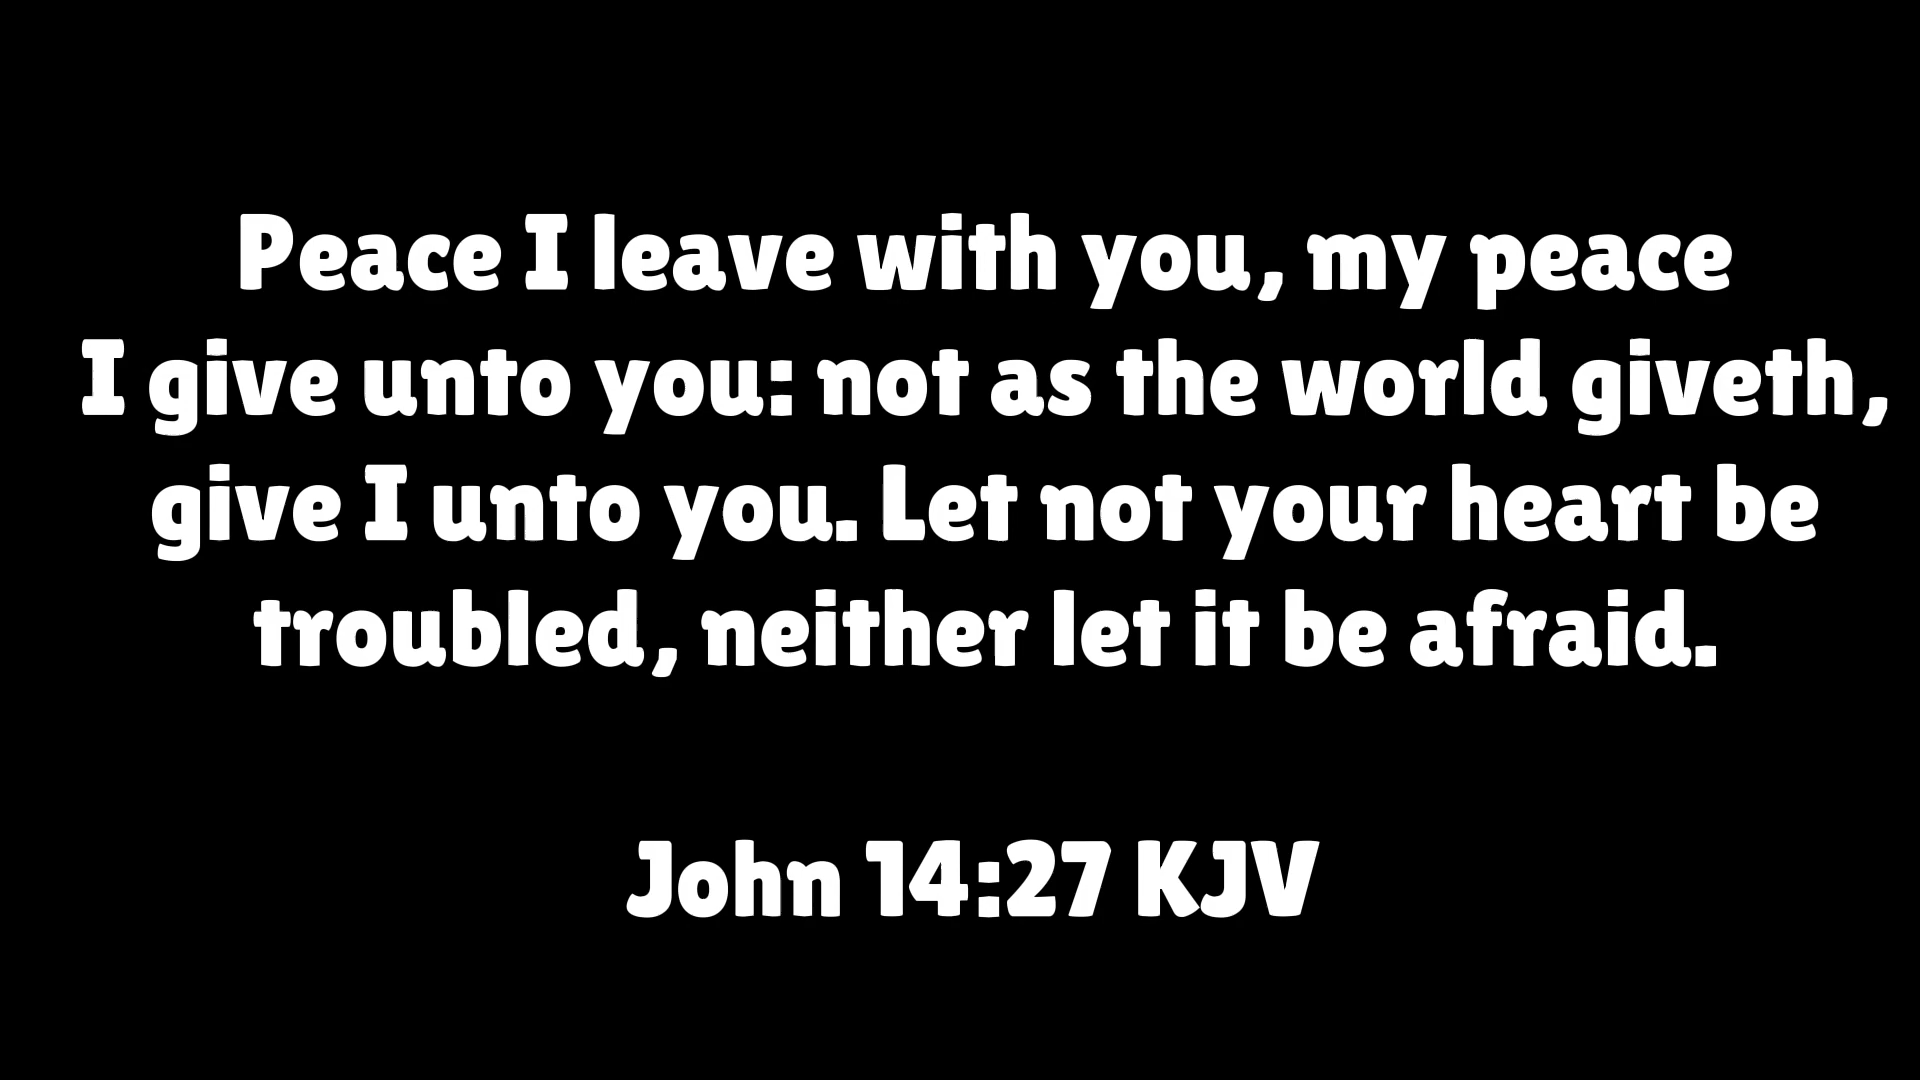 Peace I leave with you, my peace
I give unto you: not as the world giveth,
give I unto you. Let not your heart be
troubled, neither let it be afraid.
John 14:27 KJV